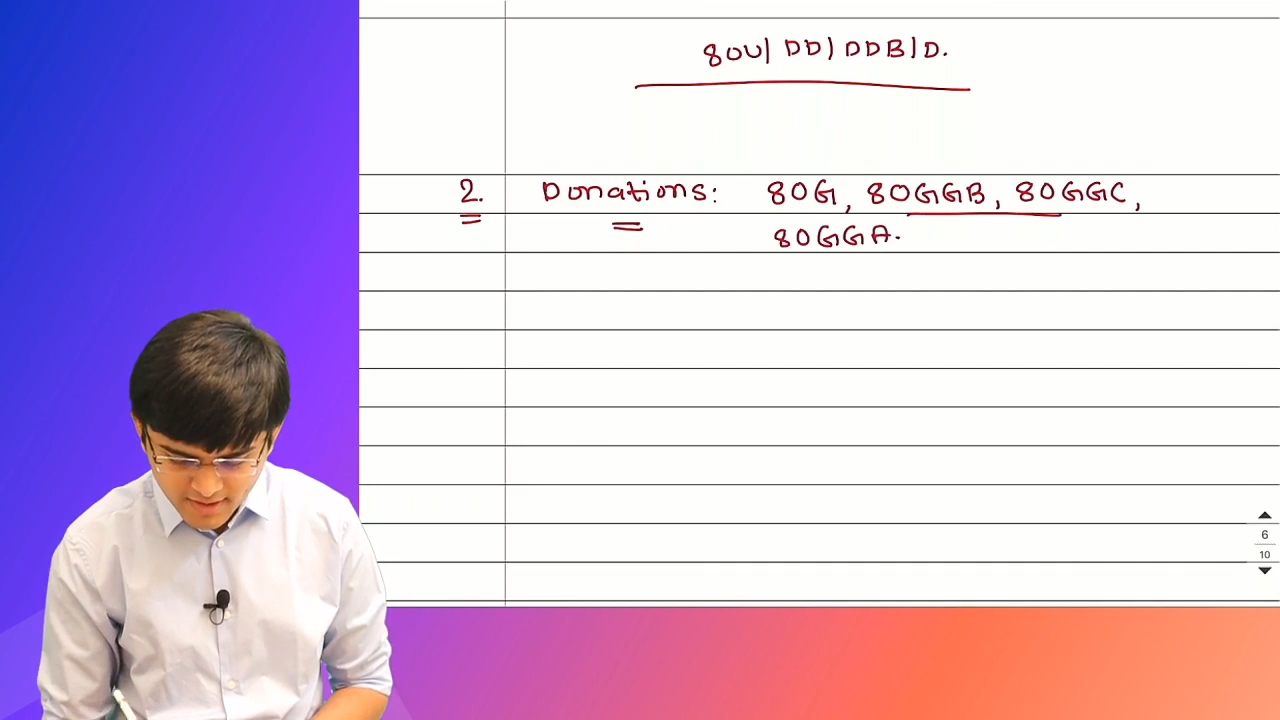 80U/ DD/ DDB/D.
2. Donations: 80G, 80GGB, 80GGC,
80GGA.
6
10